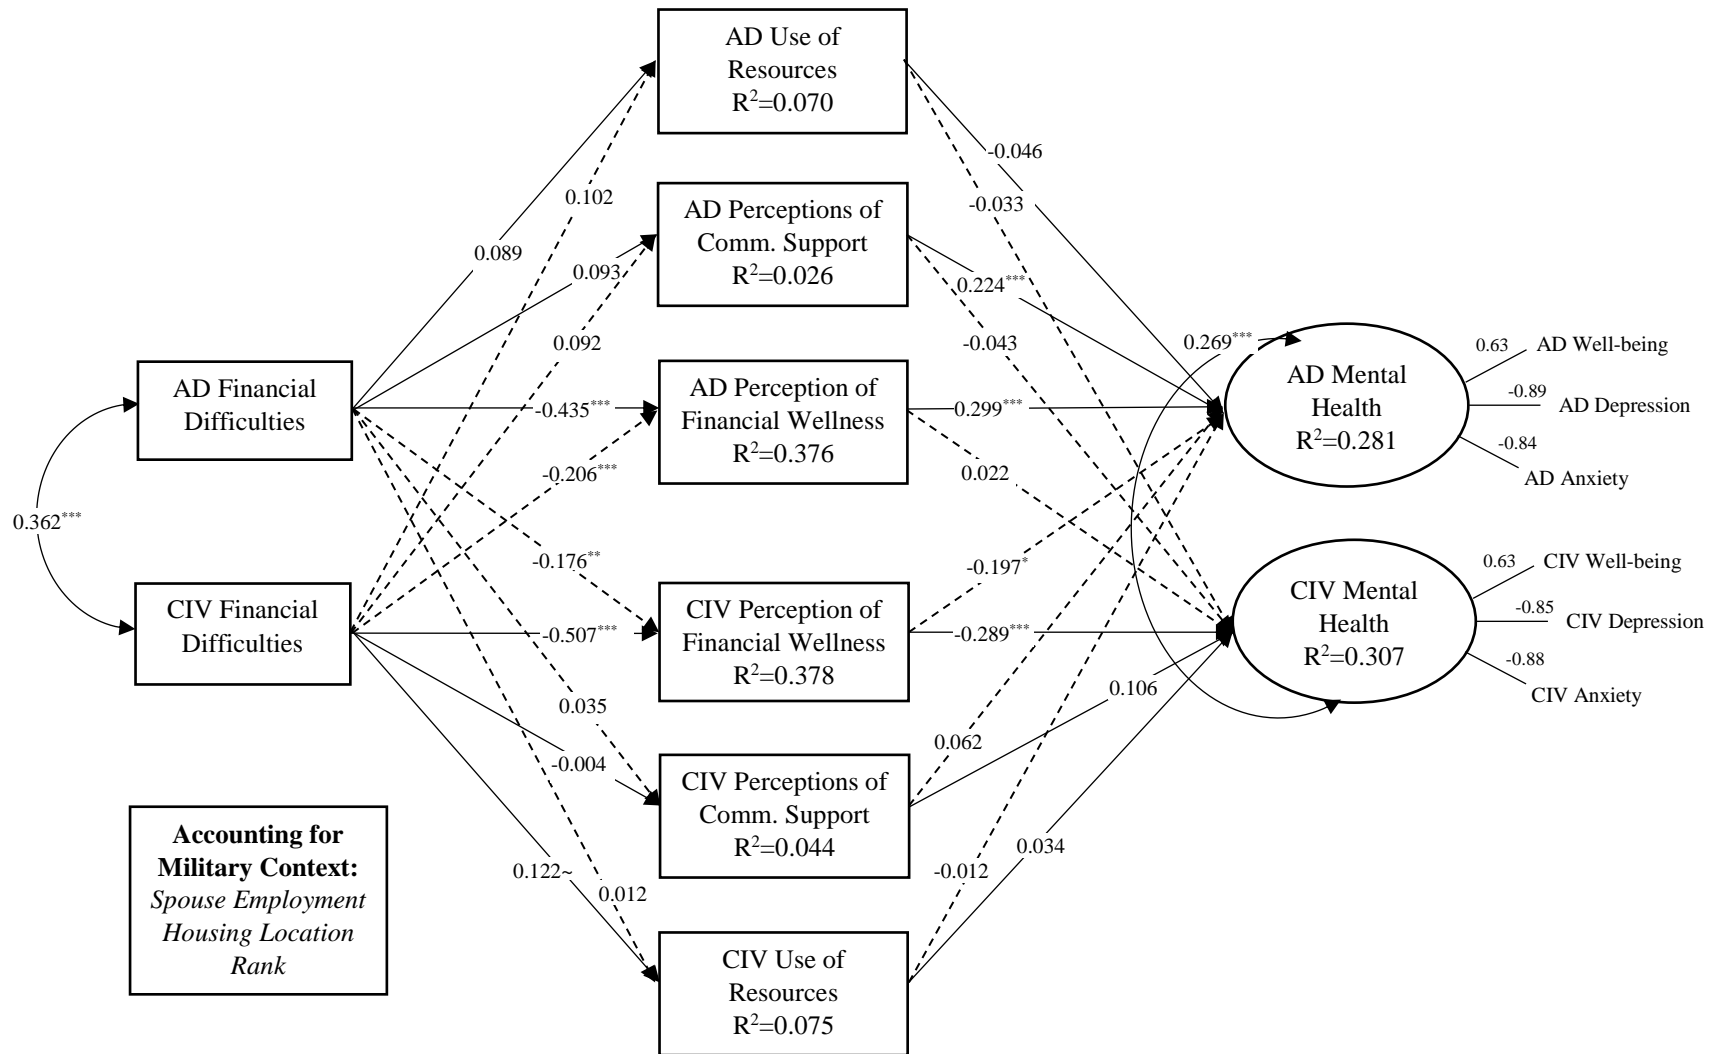 AD Use of
Resources
R²=0.070
-0.046
0.102
-0.033
AD Perceptions of
Comm. Support
R²=0.026
0.089
0.093
0.224***
0.092
-0.043
0.269***
AD Financial
Difficulties
-0.435***
AD Perception of
Financial Wellness
R²=0.376
0.299***
-0.206***
0.022
AD Mental
Health
R²=0.281
0.63
AD Well-being
-0.89
AD Depression
-0.84
AD Anxiety
0.362***
-0.176**
-0.197*
CIV Financial
Difficulties
-0.507***
CIV Perception of
Financial Wellness
R²=0.378
-0.289***
CIV Mental
Health
R²=0.307
0.63
CIV Well-being
-0.85
CIV Depression
-0.88
CIV Anxiety
0.035
0.106
-0.004
0.062
CIV Perceptions of
Comm. Support
R²=0.044
Accounting for
Military Context:
Spouse Employment
Housing Location
Rank
0.122~
0.012
-0.012
0.034
CIV Use of
Resources
R²=0.075